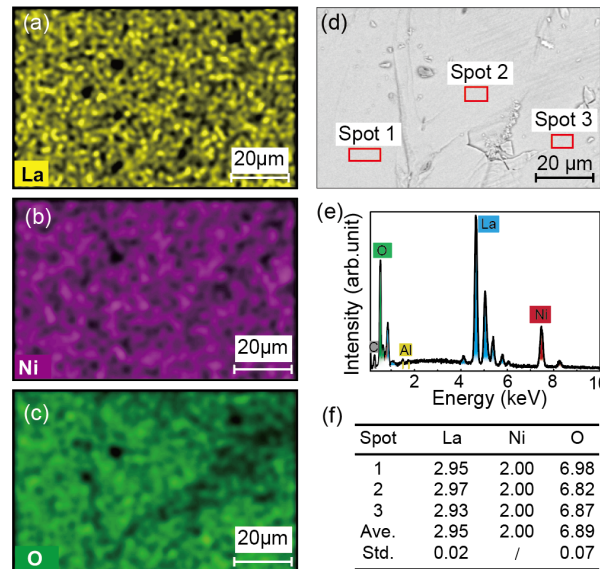 (a)
La
20μm
(b)
Ni
20μm
(c)
O
20μm
(d)
Spot 1
Spot 2
Spot 3
20 μm
(e)
Intensity (arb.unit)
C
O
Al
La
Ni
2 4 6 8 10
Energy (keV)
(f)
Spot La Ni O
1 2.95 2.00 6.98
2 2.97 2.00 6.82
3 2.93 2.00 6.87
Ave. 2.95 2.00 6.89
Std. 0.02 / 0.07